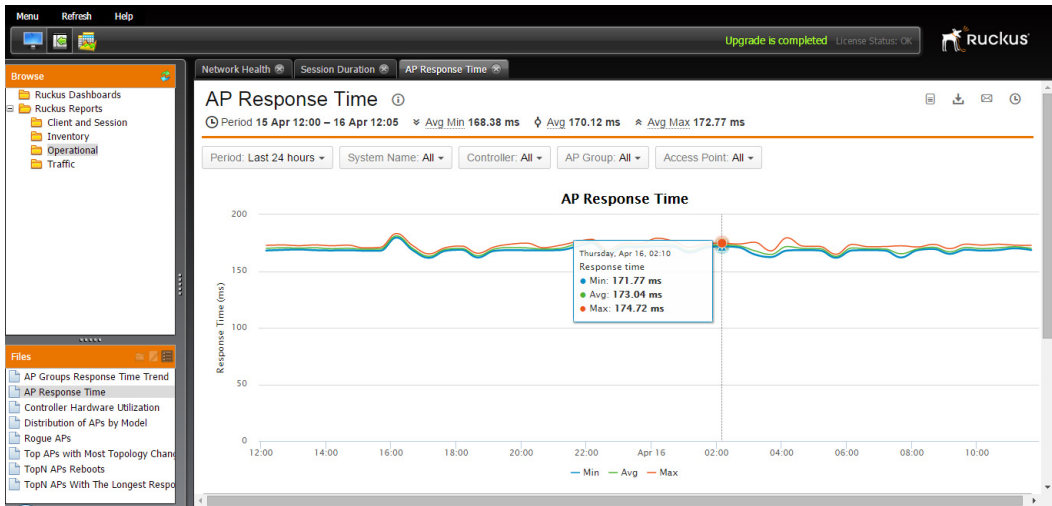 Menu Refresh Help
Upgrade is completed License Status: OK
Ruckus
Browse
Ruckus Dashboards
Ruckus Reports
Client and Session
Inventory
Operational
Traffic
Files
AP Groups Response Time Trend
AP Response Time
Controller Hardware Utilization
Distribution of APs by Model
Rogue APs
Top APs with Most Topology Chang
TopN APs Reboots
TopN APs With The Longest Respo
Network Health Session Duration AP Response Time
AP Response Time
Period 15 Apr 12:00 – 16 Apr 12:05 Avg Min 168.38 ms Avg 170.12 ms Avg Max 172.77 ms
Period: Last 24 hours System Name: All Controller: All AP Group: All Access Point: All
AP Response Time
Response Time (ms)
200
150
100
50
0
Thursday, Apr 16, 02:10
Response time
Min: 171.77 ms
Avg: 173.04 ms
Max: 174.72 ms
12:00 14:00 16:00 18:00 20:00 22:00 Apr 16 02:00 04:00 06:00 08:00 10:00
Min Avg Max